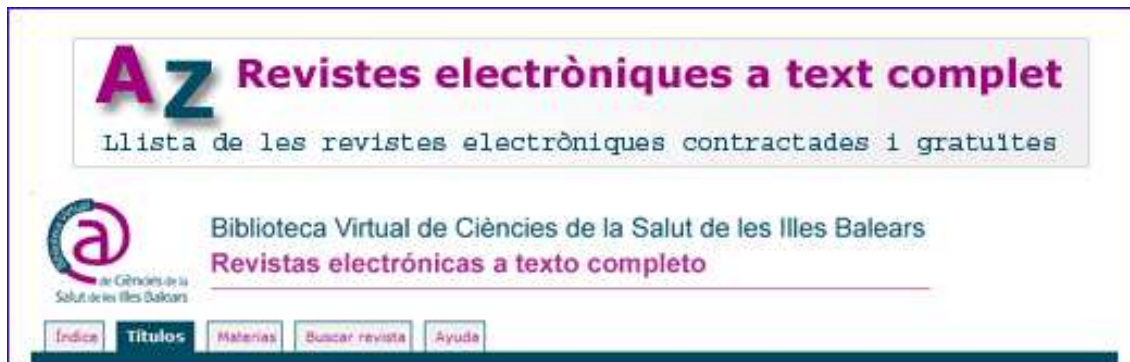 AZ Revistes electròniques a text complet
Llista de les revistes electròniques contractades i gratuïtes
Biblioteca Virtual de Ciències de la Salut de les Illes Balears
Revistas electrónicas a texto completo
Biblioteca Virtual
a
de Ciències de la
Salut de les Illes Balears
Índice Títulos Materias Buscar revista Ayuda